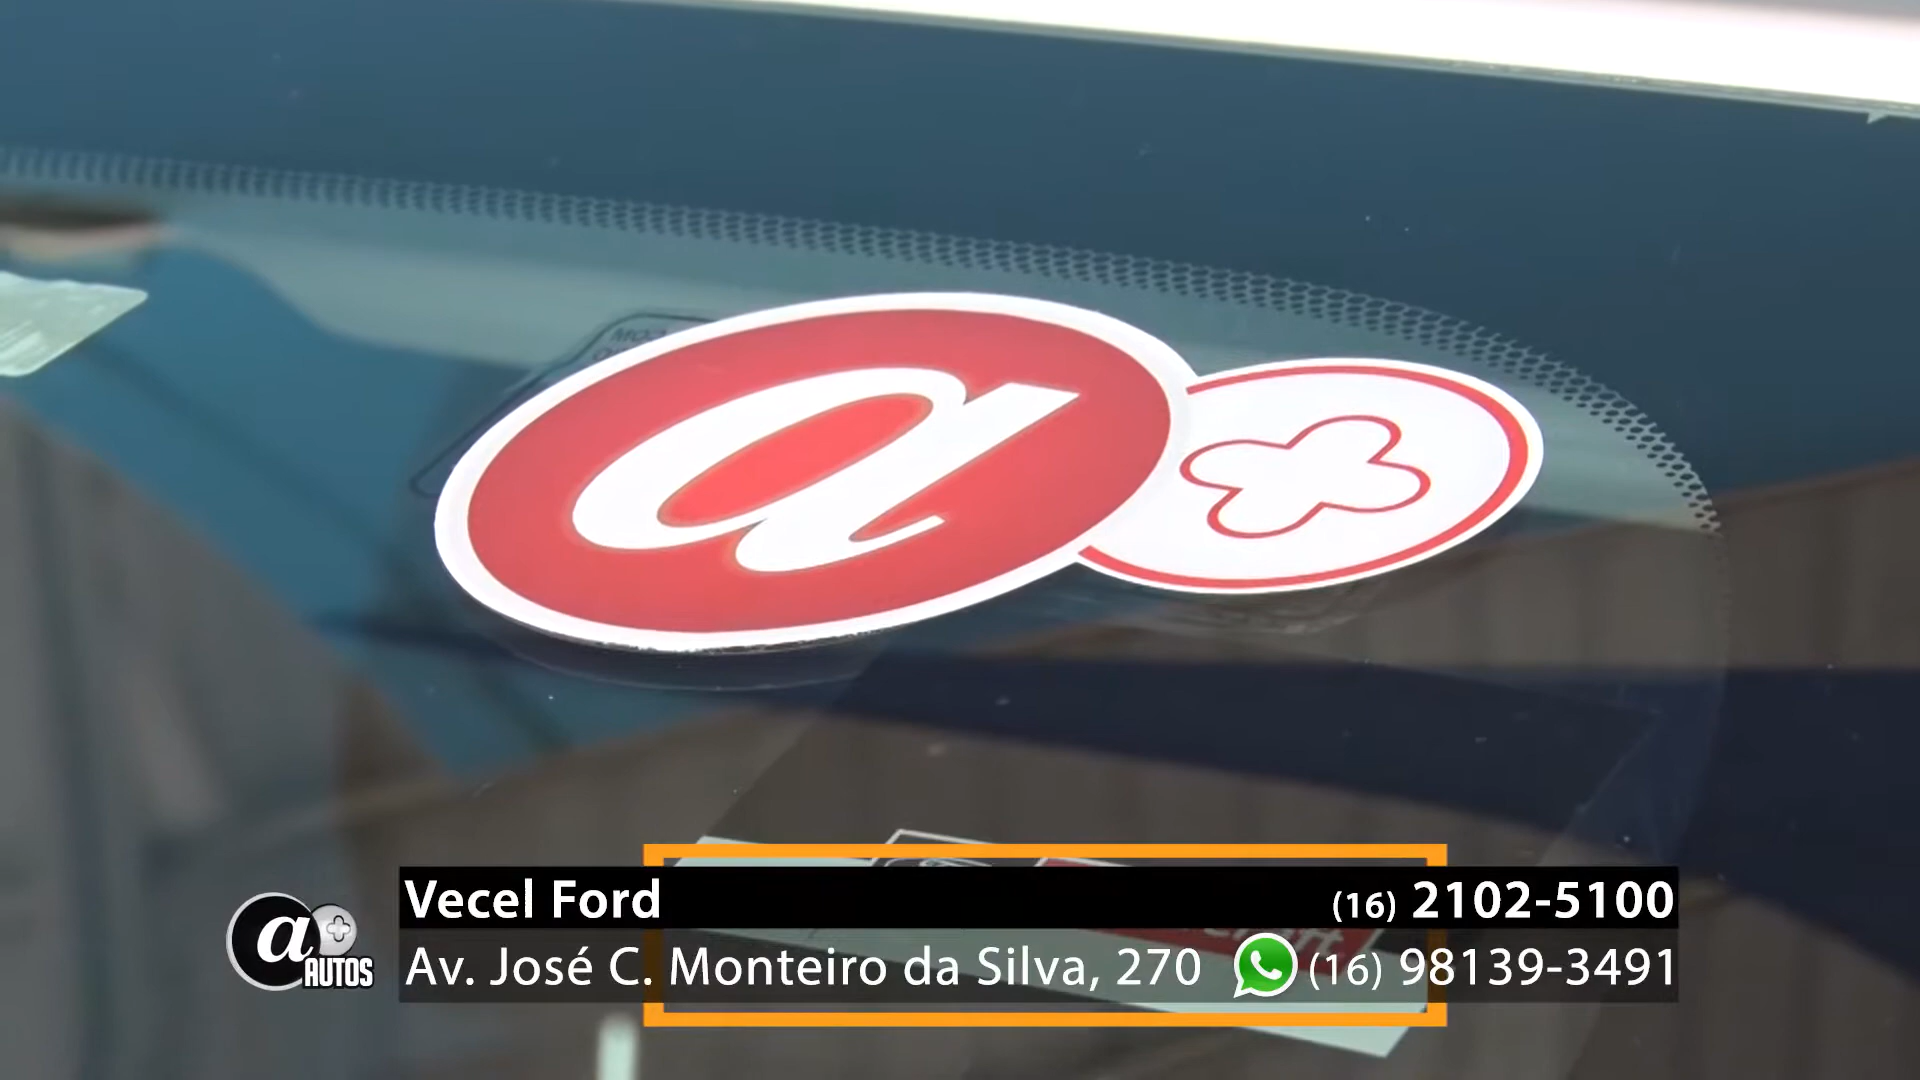 a+
Vecel Ford (16) 2102-5100
a+ AUTOS
Av. José C. Monteiro da Silva, 270 (16) 98139-3491